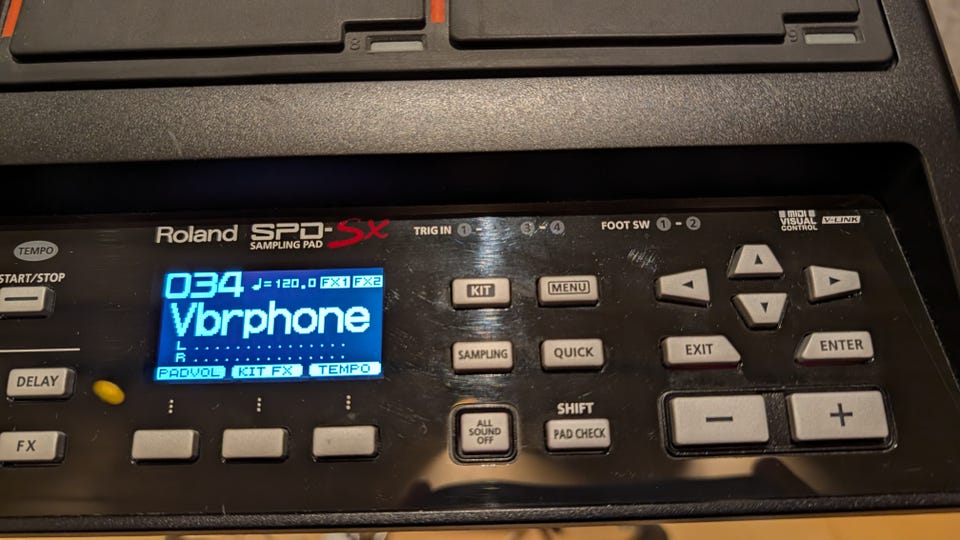 8
9
Roland SPD-SX
SAMPLING PAD
TRIG IN 1 - 2 3 - 4
FOOT SW 1 - 2
MIDI
VISUAL
CONTROL
V-LINK
TEMPO
START/STOP
034 ♩=120.0 FX1 FX2
Vbrphone
L
R
PADVOL KIT FX TEMPO
KIT
MENU
SAMPLING
QUICK
EXIT
ENTER
DELAY
FX
ALL
SOUND
OFF
SHIFT
PAD CHECK
−
+